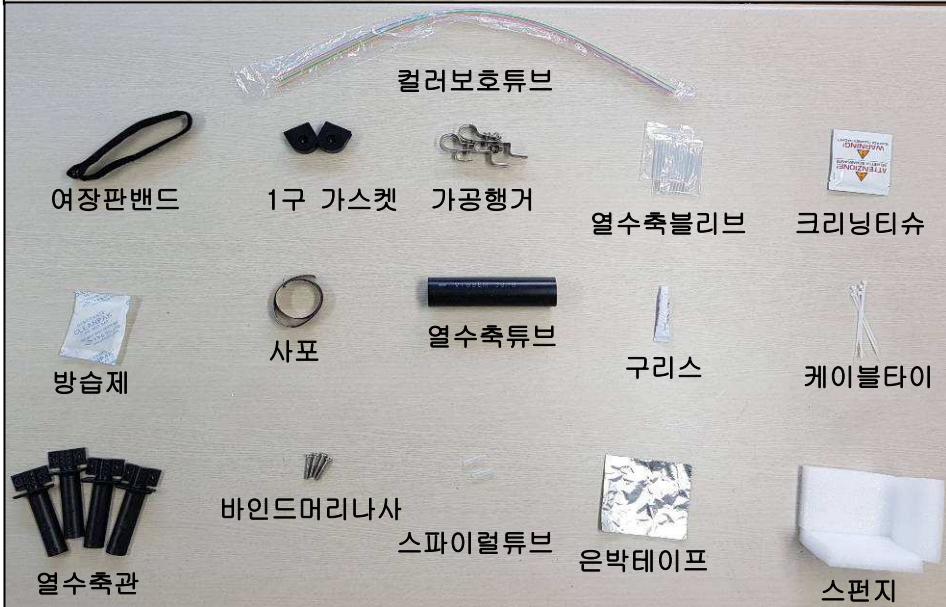 컬러보호튜브
여장판밴드
1구 가스켓
가공행거
열수축블리브
WARNING!
ATTENZIONE!
크리닝티슈
방습제
사포
열수축튜브
구리스
케이블타이
열수축관
바인드머리나사
스파이럴튜브
은박테이프
스펀지